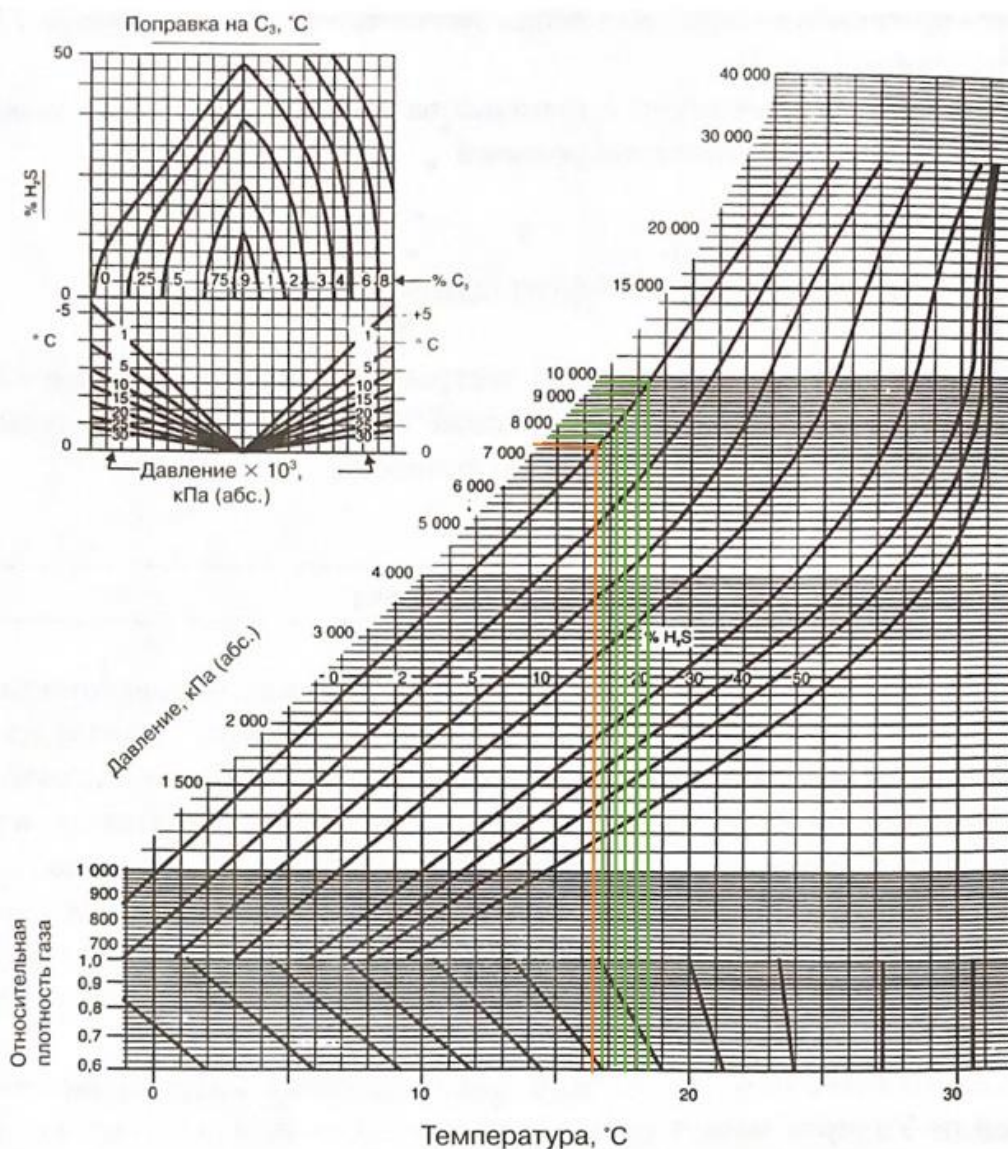 Поправка на C₃, °C
50
% H₂S
0
0 25 5 75 9 1 2 3 4 6 8
% C₃
-5
+5
° C
° C
1
1
5
5
10
10
15
15
20
20
25
25
30
30
0
0
Давление × 10³,
кПа (абс.)
40 000
30 000
20 000
15 000
10 000
9 000
8 000
7 000
6 000
5 000
4 000
3 000
2 000
1 500
1 000
900
800
700
Давление, кПа (абс.)
% H₂S
0 2 5 10 20 30 40 50
Относительная
плотность газа
1,0
0,9
0,8
0,7
0,6
0 10 20 30
Температура, °C